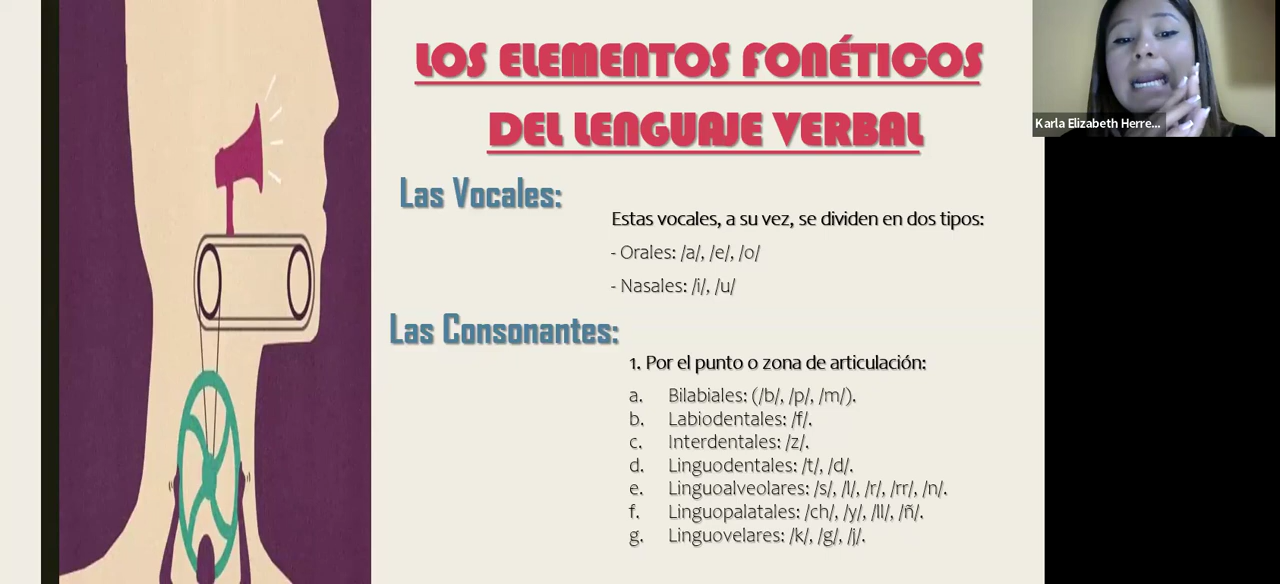 LOS ELEMENTOS FONÉTICOS
DEL LENGUAJE VERBAL
Karla Elizabeth Herre...
Las Vocales:
Estas vocales, a su vez, se dividen en dos tipos:
- Orales: /a/, /e/, /o/
- Nasales: /i/, /u/
Las Consonantes:
1. Por el punto o zona de articulación:
a. Bilabiales: (/b/, /p/, /m/).
b. Labiodentales: /f/.
c. Interdentales: /z/.
d. Linguodentales: /t/, /d/.
e. Linguoalveolares: /s/, /l/, /r/, /rr/, /n/.
f. Linguopalatales: /ch/, /y/, /ll/, /ñ/.
g. Linguovelares: /k/, /g/, /j/.